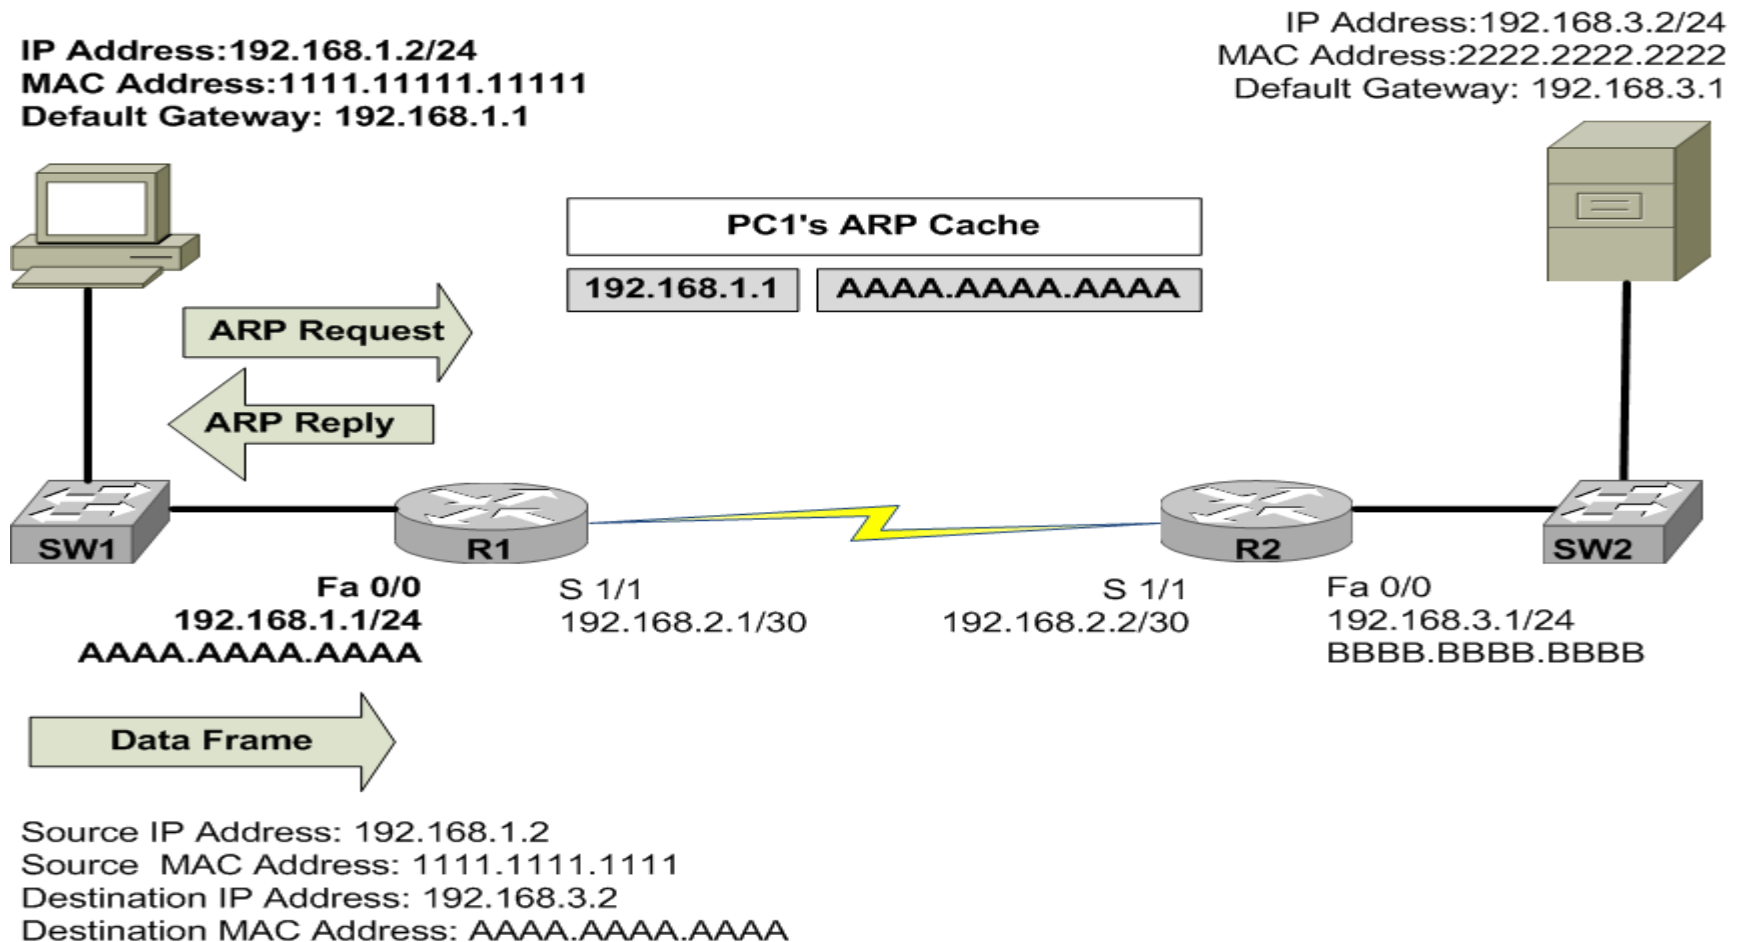 IP Address:192.168.1.2/24
MAC Address:1111.11111.11111
Default Gateway: 192.168.1.1
IP Address:192.168.3.2/24
MAC Address:2222.2222.2222
Default Gateway: 192.168.3.1
PC1's ARP Cache
192.168.1.1 AAAA.AAAA.AAAA
ARP Request
ARP Reply
SW1
R1
R2
SW2
Fa 0/0
192.168.1.1/24
AAAA.AAAA.AAAA
S 1/1
192.168.2.1/30
S 1/1
192.168.2.2/30
Fa 0/0
192.168.3.1/24
BBBB.BBBB.BBBB
Data Frame
Source IP Address: 192.168.1.2
Source MAC Address: 1111.1111.1111
Destination IP Address: 192.168.3.2
Destination MAC Address: AAAA.AAAA.AAAA